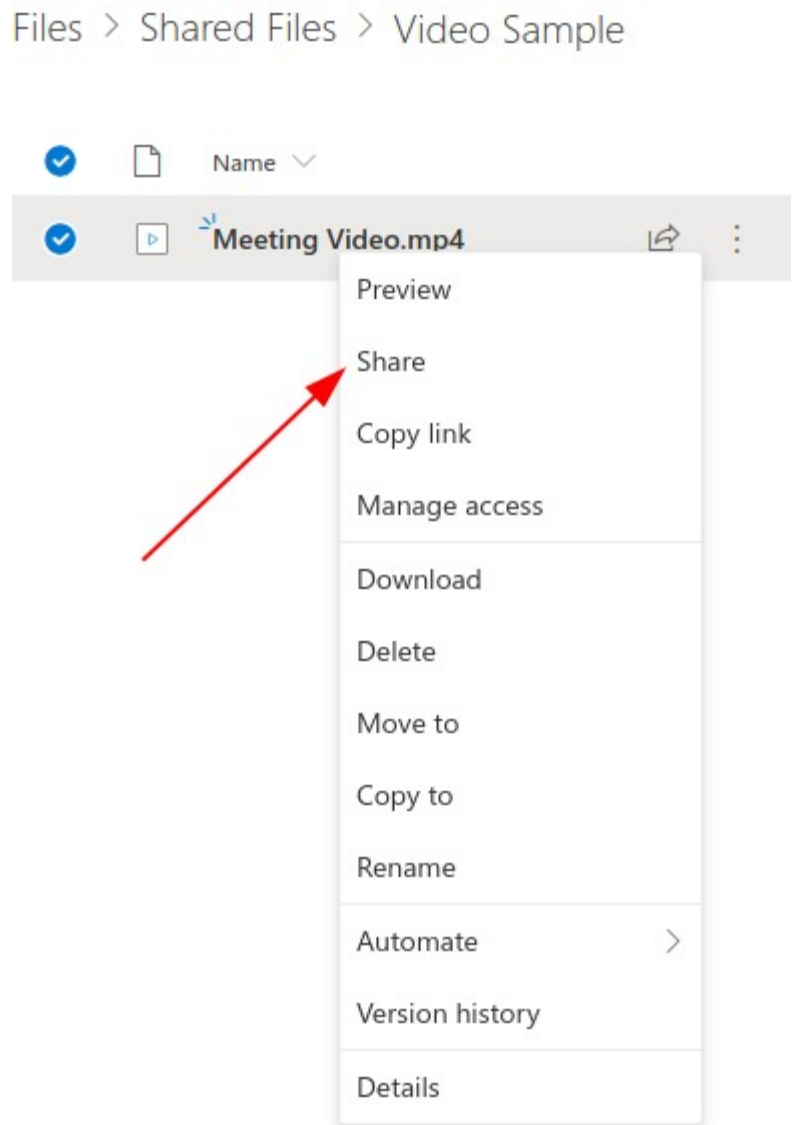 Files > Shared Files > Video Sample
Name
Meeting Video.mp4
Preview
Share
Copy link
Manage access
Download
Delete
Move to
Copy to
Rename
Automate
Version history
Details